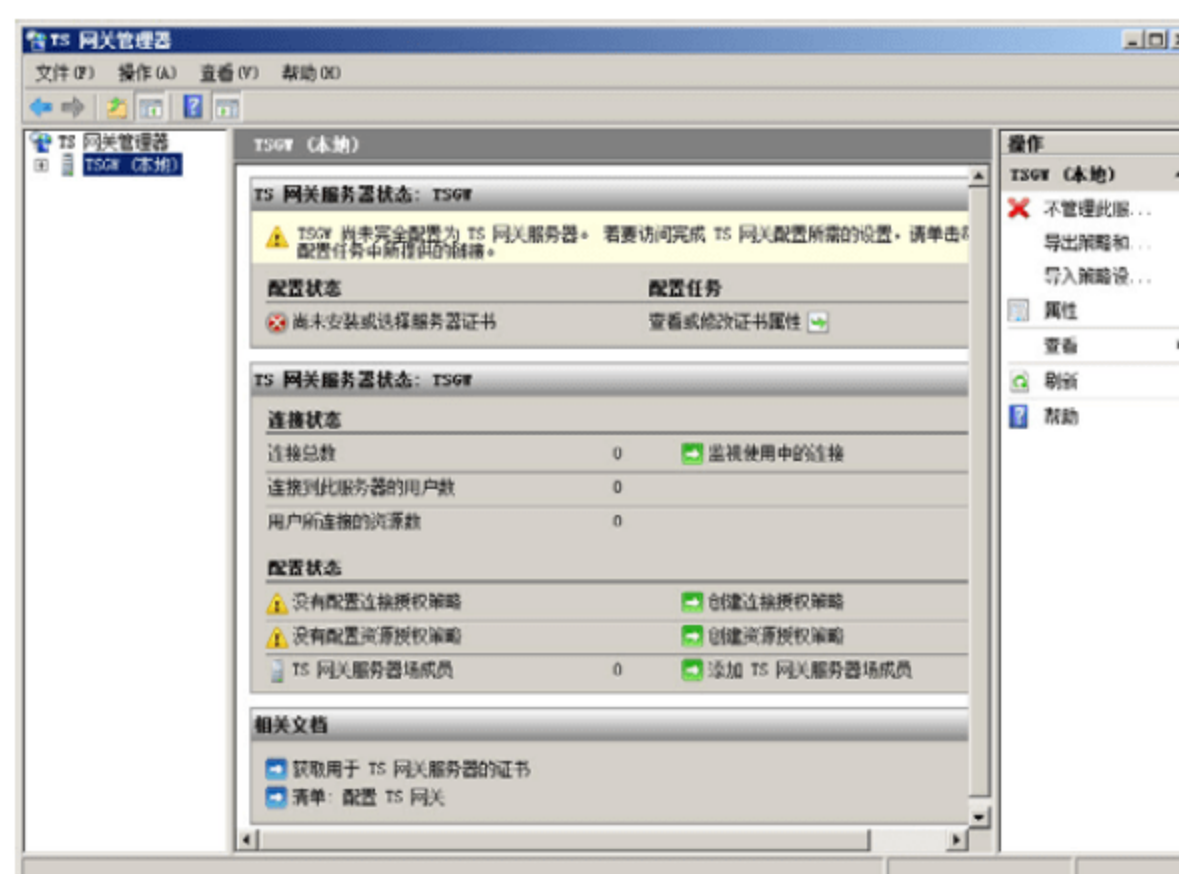 TS 网关管理器
文件(F) 操作(A) 查看(V) 帮助(H)
TS 网关管理器
TSGW (本地)
TSGW (本地)
TS 网关服务器状态: TSGW
TSGW 尚未完全配置为 TS 网关服务器。 若要访问完成 TS 网关配置所需的设置，请单击
配置任务中所提供的链接。
配置状态 配置任务
尚未安装或选择服务器证书 查看或修改证书属性
TS 网关服务器状态: TSGW
连接状态
连接总数 0 监视使用中的连接
连接到此服务器的用户数 0
用户所连接的资源数 0
配置状态
没有配置连接授权策略 创建连接授权策略
没有配置资源授权策略 创建资源授权策略
TS 网关服务器场成员 0 添加 TS 网关服务器场成员
相关文档
获取用于 TS 网关服务器的证书
清单: 配置 TS 网关
操作
TSGW (本地)
不管理此服...
导出策略和...
导入策略设...
属性
查看
刷新
帮助